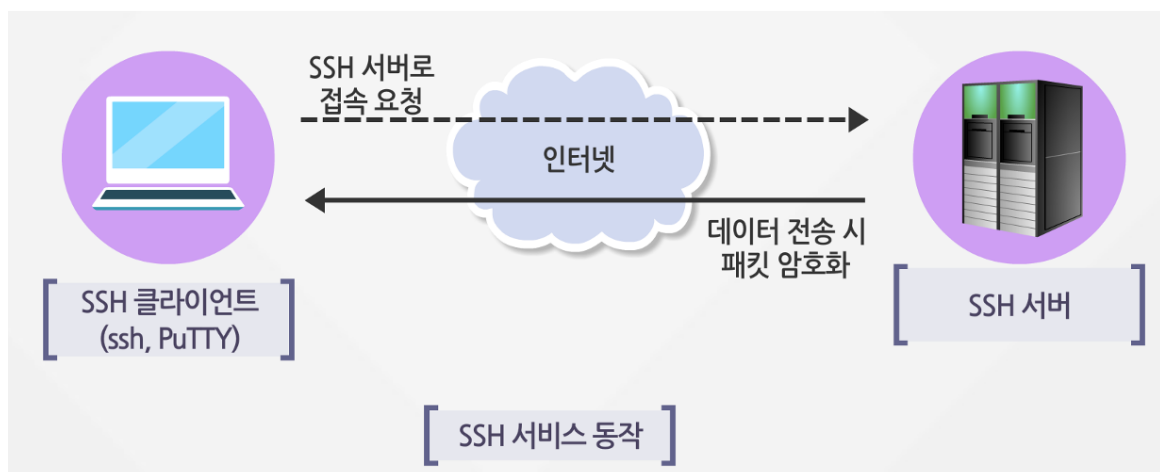 SSH 서버로
접속 요청
인터넷
데이터 전송 시
패킷 암호화
SSH 클라이언트
(ssh, PuTTY)
SSH 서버
SSH 서비스 동작